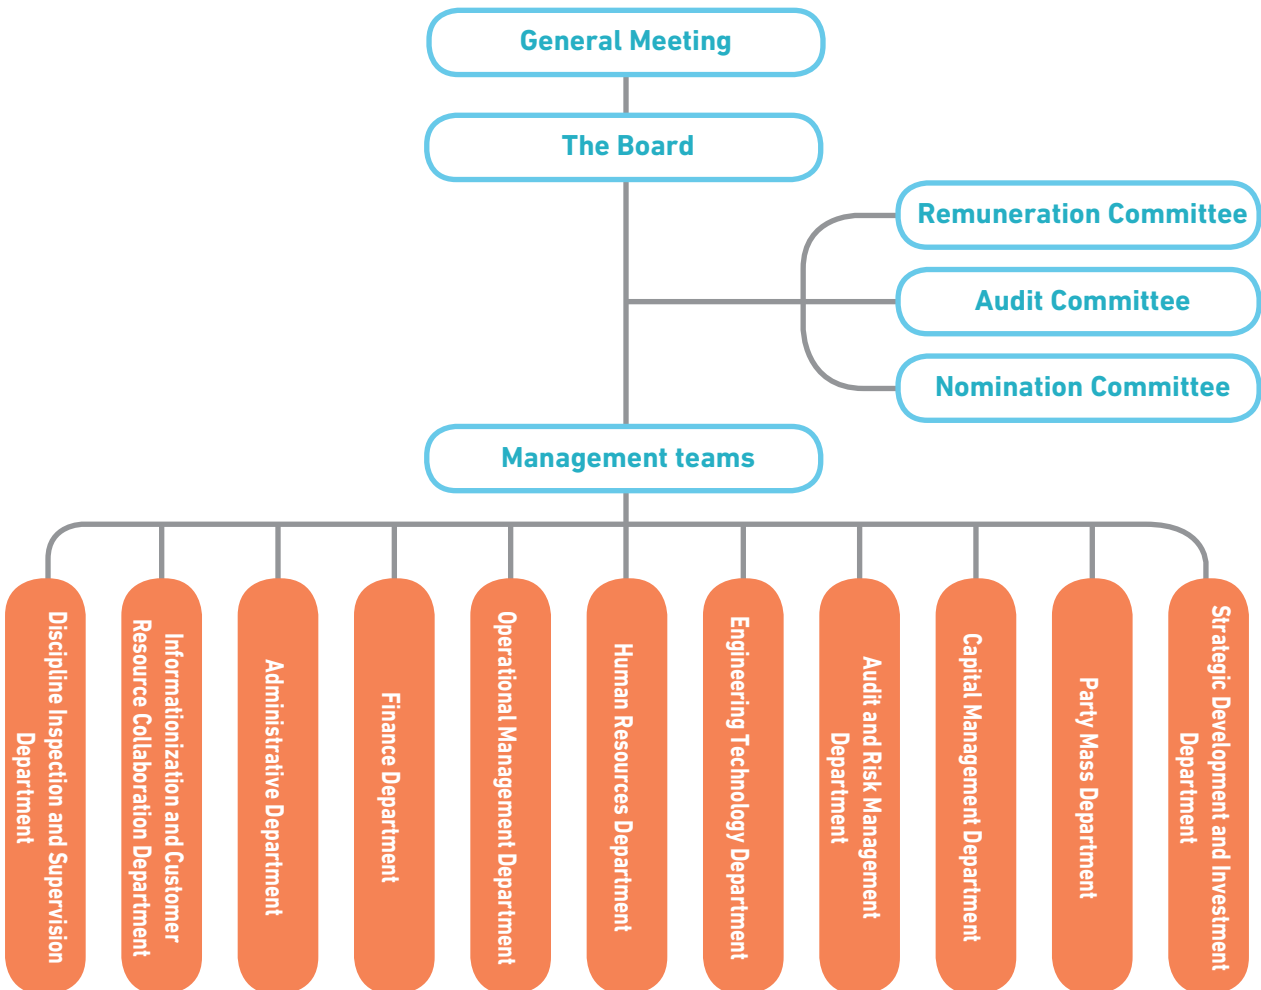 General Meeting
The Board
Remuneration Committee
Audit Committee
Nomination Committee
Management teams
Discipline Inspection and Supervision
Department
Informationization and Customer
Resource Collaboration Department
Administrative Department
Finance Department
Operational Management Department
Human Resources Department
Engineering Technology Department
Audit and Risk Management
Department
Capital Management Department
Party Mass Department
Strategic Development and Investment
Department